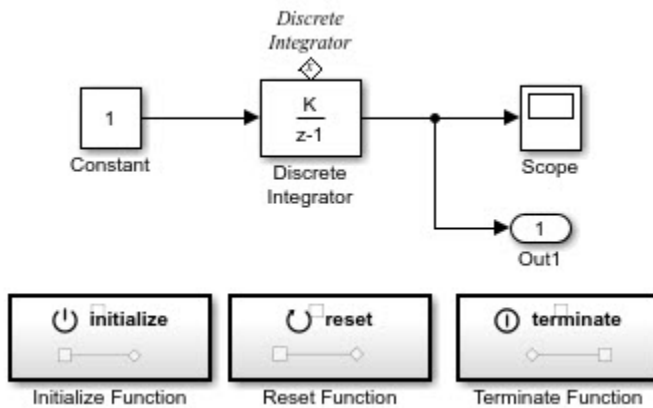 Discrete
Integrator
x
1
K
z-1
Constant
Discrete
Integrator
Scope
1
Out1
initialize
reset
terminate
Initialize Function
Reset Function
Terminate Function